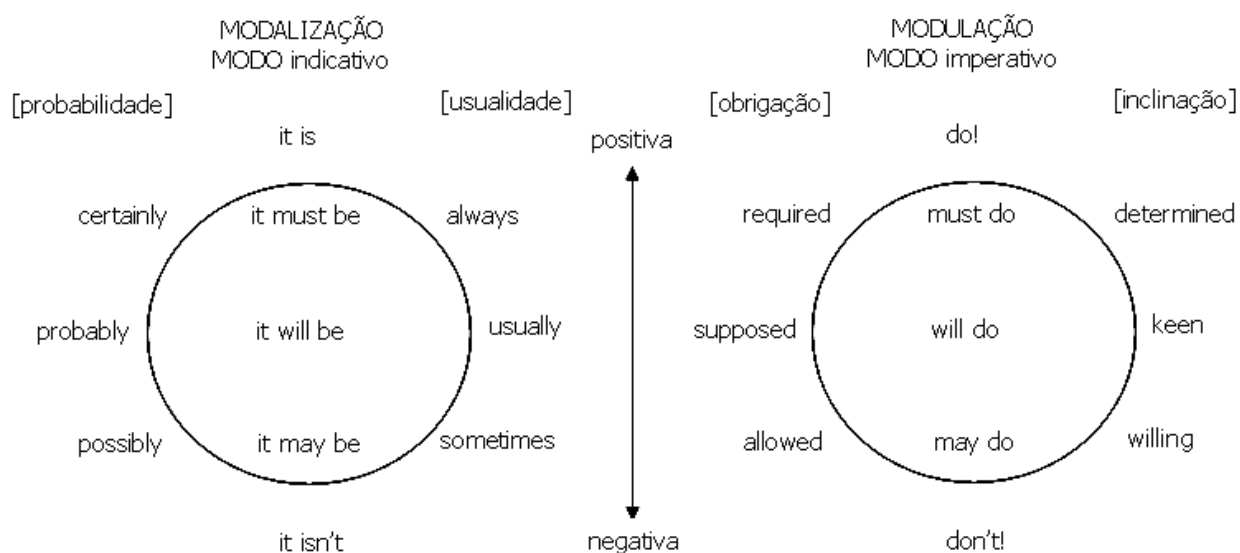 MODALIZAÇÃO
MODO indicativo
MODULAÇÃO
MODO imperativo
[probabilidade]
[usualidade]
[obrigação]
[inclinação]
it is
positiva
do!
certainly
it must be
always
required
must do
determined
probably
it will be
usually
supposed
will do
keen
possibly
it may be
sometimes
allowed
may do
willing
it isn't
negativa
don't!